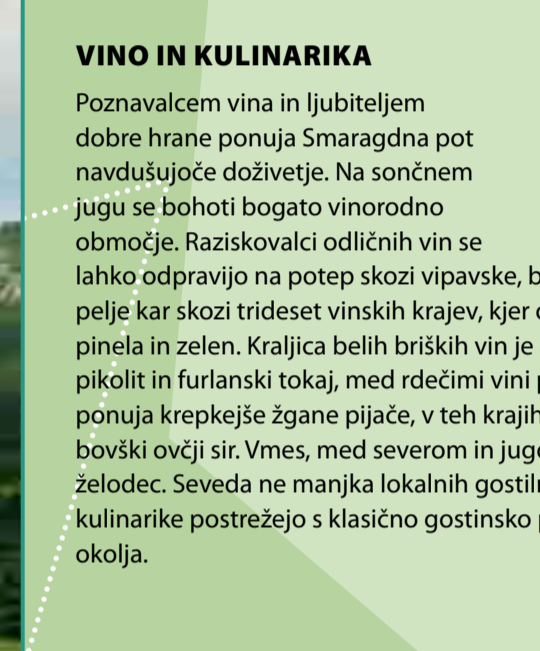 VINO IN KULINARIKA
Poznavalcem vina in ljubiteljem
dobre hrane ponuja Smaragdna pot
navdušujoče doživetje. Na sončnem
jugu se bohoti bogato vinorodno
območje. Raziskovalci odličnih vin se
lahko odpravijo na potep skozi vipavske, b
pelje kar skozi trideset vinskih krajev, kjer
pinela in zelen. Kraljica belih briških vin je
pikolit in furlanski tokaj, med rdečimi vini
ponuja krepkejše žgane pijače, v teh krajih
bovški ovčji sir. Vmes, med severom in jugo
želodec. Seveda ne manjka lokalnih gostiln
kulinarike postrežejo s klasično gostinsko
okolja.